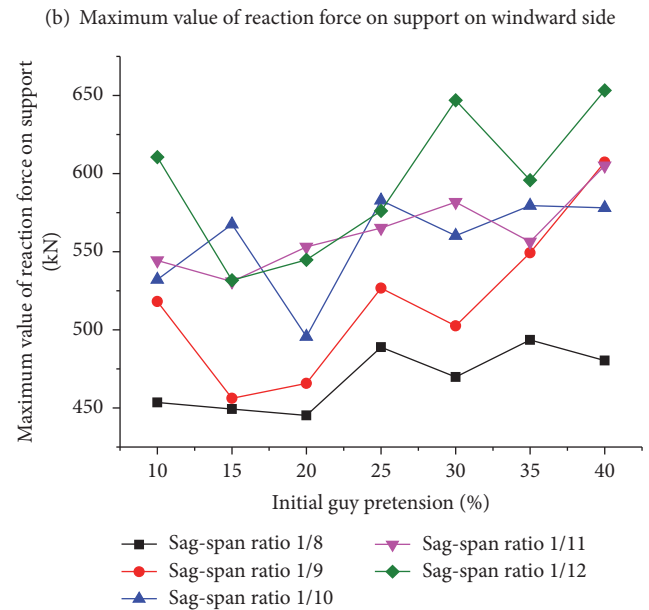 (b) Maximum value of reaction force on support on windward side
Maximum value of reaction force on support
(kN)
650
600
550
500
450
10 15 20 25 30 35 40
Initial guy pretension (%)
Sag-span ratio 1/8
Sag-span ratio 1/9
Sag-span ratio 1/10
Sag-span ratio 1/11
Sag-span ratio 1/12